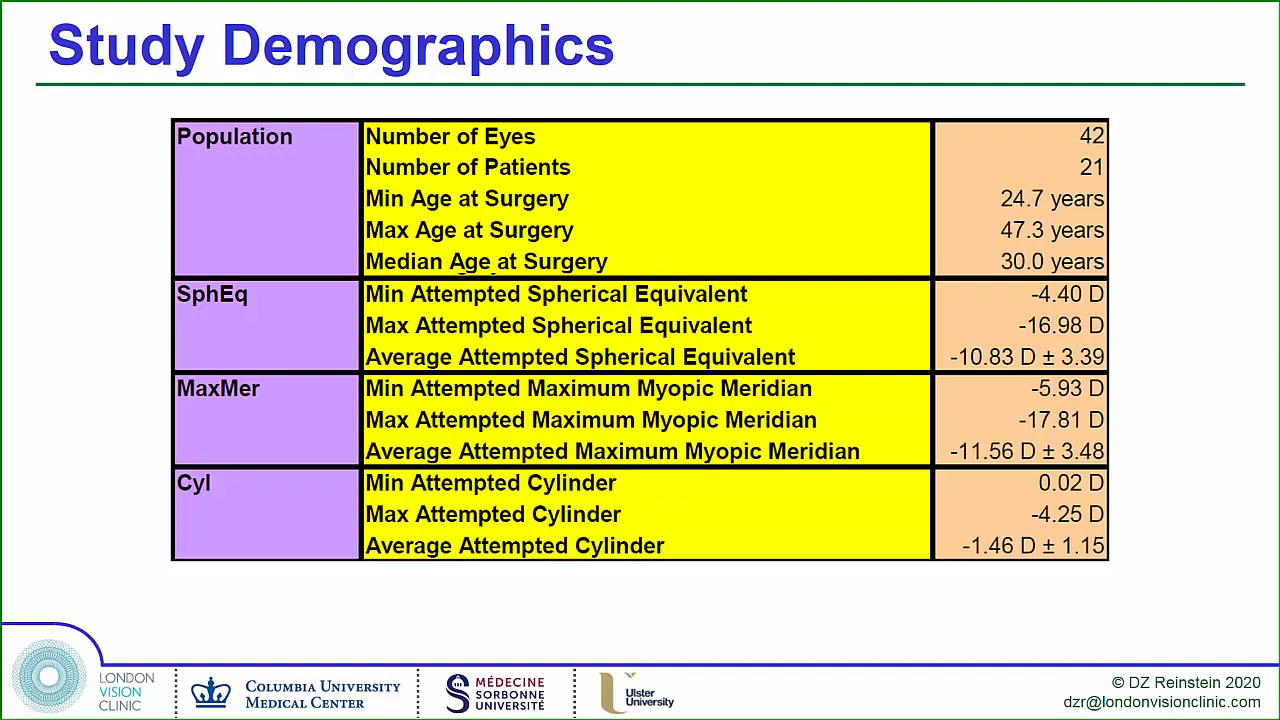 Study Demographics
Population Number of Eyes 42
Number of Patients 21
Min Age at Surgery 24.7 years
Max Age at Surgery 47.3 years
Median Age at Surgery 30.0 years
SphEq Min Attempted Spherical Equivalent -4.40 D
Max Attempted Spherical Equivalent -16.98 D
Average Attempted Spherical Equivalent -10.83 D ± 3.39
MaxMer Min Attempted Maximum Myopic Meridian -5.93 D
Max Attempted Maximum Myopic Meridian -17.81 D
Average Attempted Maximum Myopic Meridian -11.56 D ± 3.48
Cyl Min Attempted Cylinder 0.02 D
Max Attempted Cylinder -4.25 D
Average Attempted Cylinder -1.46 D ± 1.15
LONDON
VISION
CLINIC
COLUMBIA UNIVERSITY
MEDICAL CENTER
MÉDECINE
SORBONNE
UNIVERSITÉ
Ulster
University
© DZ Reinstein 2020
dzr@londonvisionclinic.com